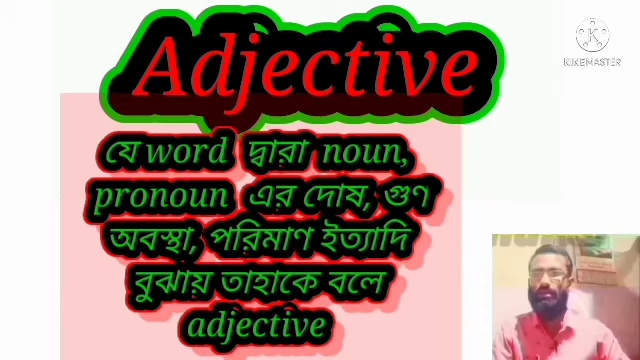 Adjective
KINEMASTER
যে word দ্বারা noun,
pronoun এর দোষ, গুণ
অবস্থা, পরিমাণ ইত্যাদি
বুঝায় তাহাকে বলে
adjective